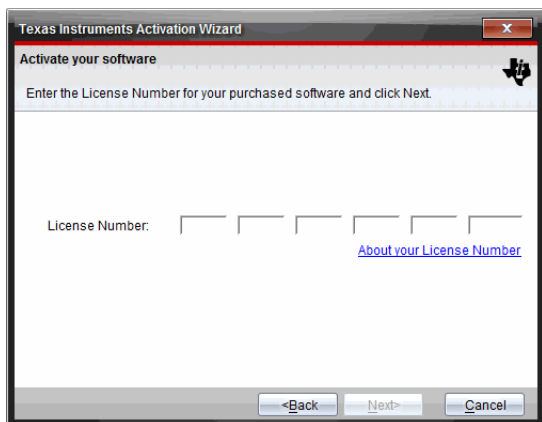 Texas Instruments Activation Wizard
Activate your software
Enter the License Number for your purchased software and click Next.
License Number:
About your License Number
<Back Next> Cancel